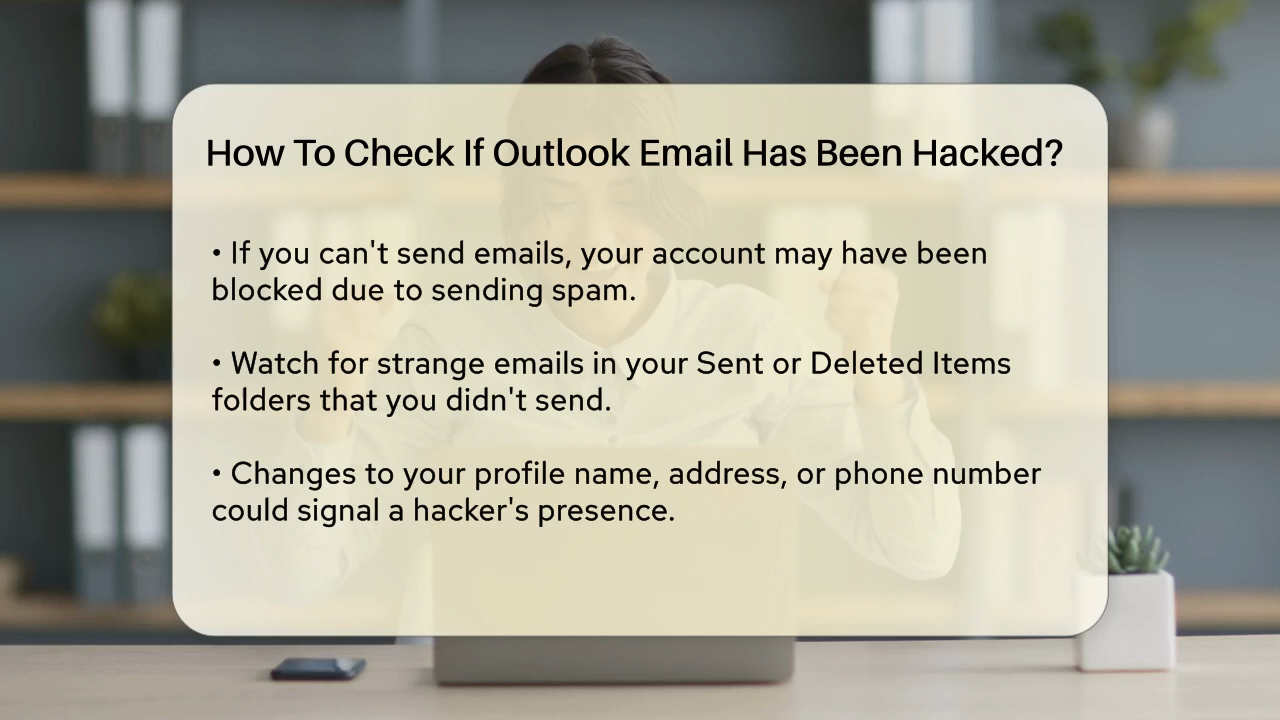 How To Check If Outlook Email Has Been Hacked?
• If you can't send emails, your account may have been
blocked due to sending spam.
• Watch for strange emails in your Sent or Deleted Items
folders that you didn't send.
• Changes to your profile name, address, or phone number
could signal a hacker's presence.